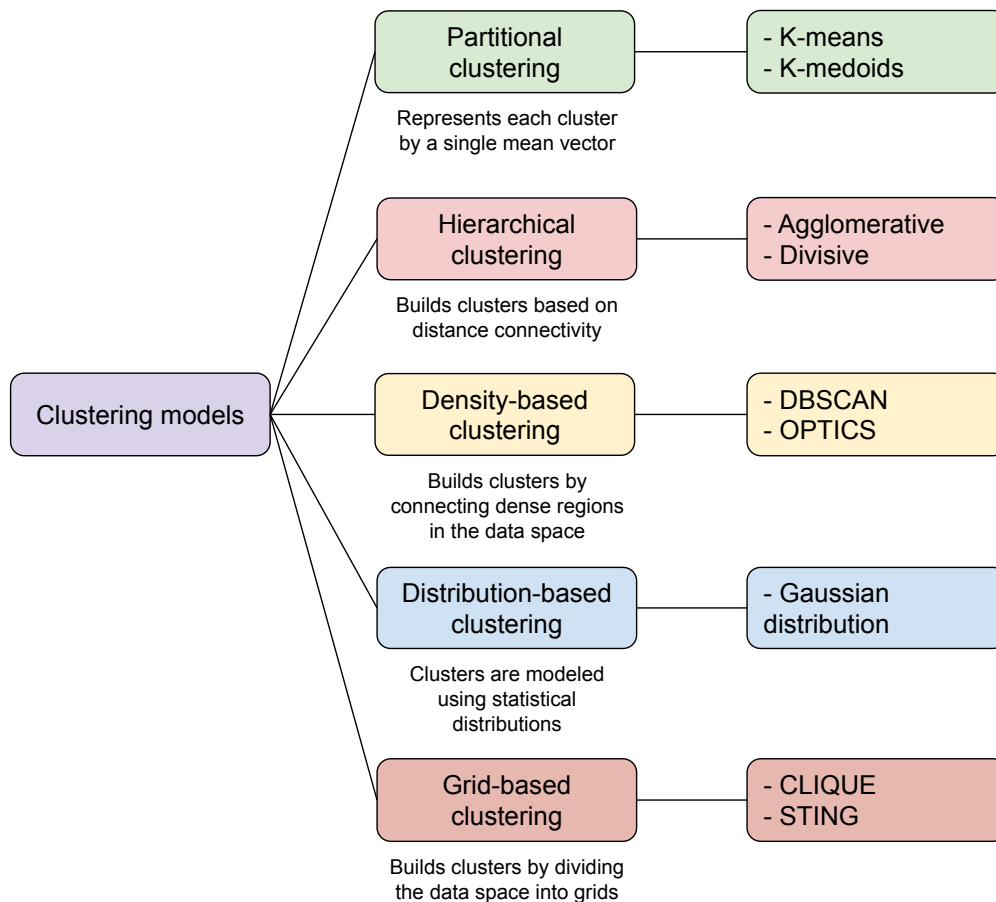 Partitional
clustering
- K-means
- K-medoids
Represents each cluster
by a single mean vector
Hierarchical
clustering
- Agglomerative
- Divisive
Builds clusters based on
distance connectivity
Clustering models
Density-based
clustering
- DBSCAN
- OPTICS
Builds clusters by
connecting dense regions
in the data space
Distribution-based
clustering
- Gaussian
distribution
Clusters are modeled
using statistical
distributions
Grid-based
clustering
- CLIQUE
- STING
Builds clusters by dividing
the data space into grids